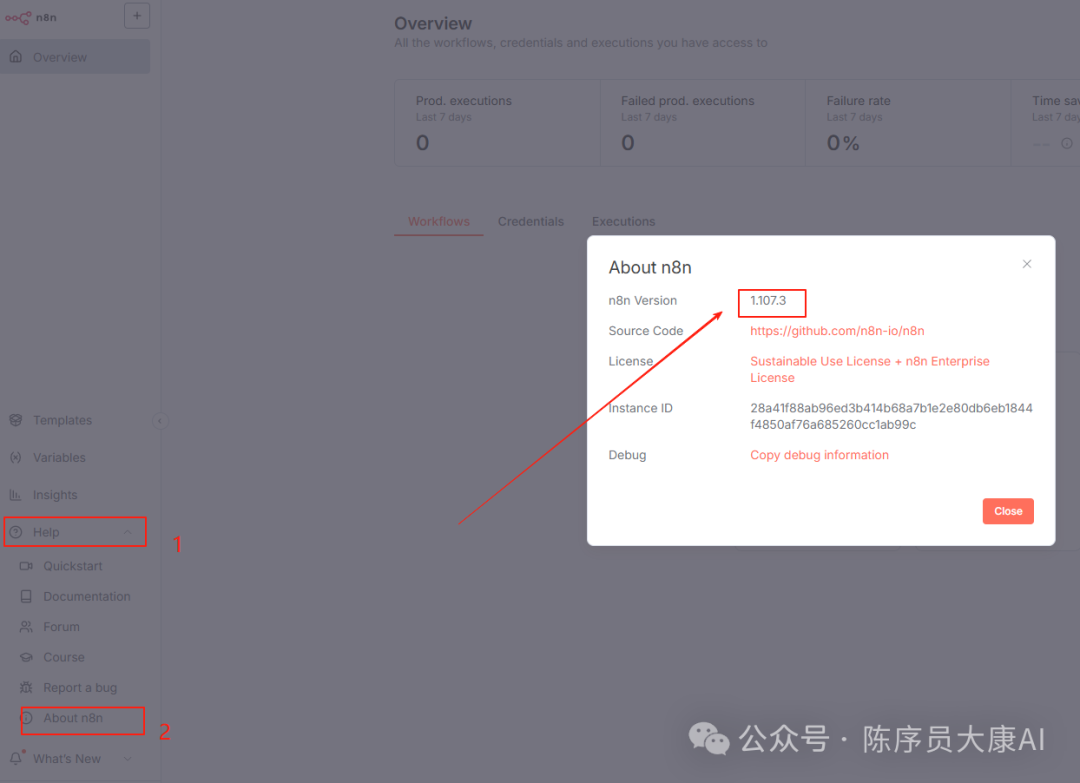 n8n
+
Overview
Overview
All the workflows, credentials and executions you have access to
Prod. executions
Last 7 days
0
Failed prod. executions
Last 7 days
0
Failure rate
Last 7 days
0%
Time sav
Last 7 day
--
Workflows
Credentials
Executions
About n8n
n8n Version
1.107.3
Source Code
https://github.com/n8n-io/n8n
License
Sustainable Use License + n8n Enterprise
License
Instance ID
28a41f88ab96ed3b414b68a7b1e2e80db6eb1844
f4850af76a685260cc1ab99c
Debug
Copy debug information
Close
Templates
Variables
Insights
Help
1
Quickstart
Documentation
Forum
Course
Report a bug
About n8n
2
What's New
公众号 · 陈序员大康AI